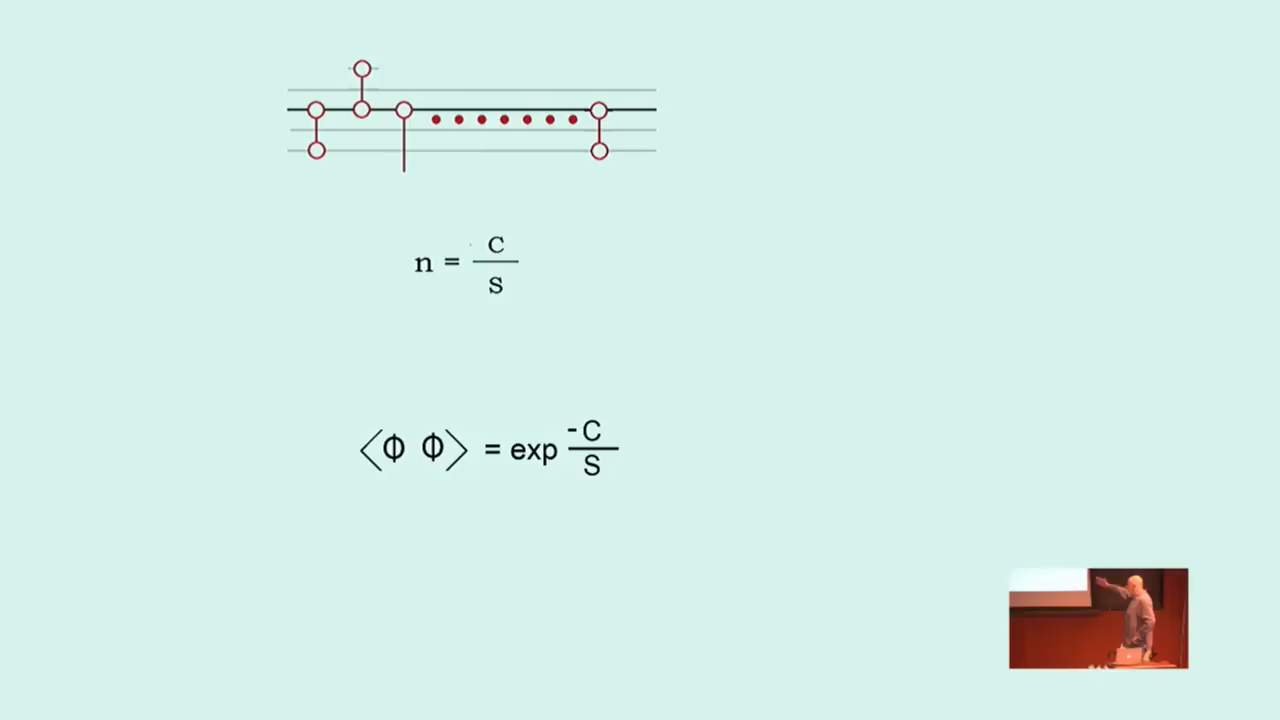 n = C/S
⟨Φ Φ⟩ = exp -C/S